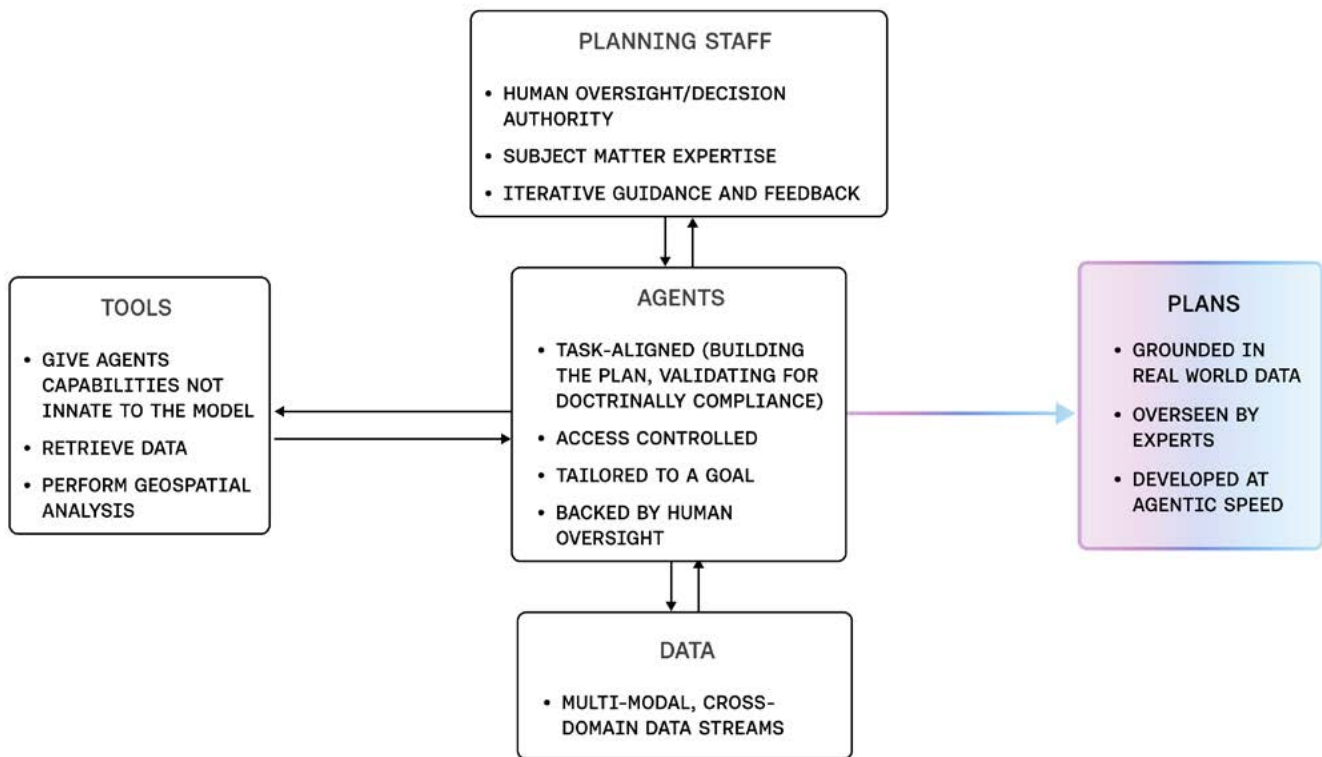 PLANNING STAFF
• HUMAN OVERSIGHT/DECISION
AUTHORITY
• SUBJECT MATTER EXPERTISE
• ITERATIVE GUIDANCE AND FEEDBACK
TOOLS
• GIVE AGENTS
CAPABILITIES NOT
INNATE TO THE MODEL
• RETRIEVE DATA
• PERFORM GEOSPATIAL
ANALYSIS
AGENTS
• TASK-ALIGNED (BUILDING
THE PLAN, VALIDATING FOR
DOCTRINALLY COMPLIANCE)
• ACCESS CONTROLLED
• TAILORED TO A GOAL
• BACKED BY HUMAN
OVERSIGHT
PLANS
• GROUNDED IN
REAL WORLD DATA
• OVERSEEN BY
EXPERTS
• DEVELOPED AT
AGENTIC SPEED
DATA
• MULTI-MODAL, CROSS-
DOMAIN DATA STREAMS